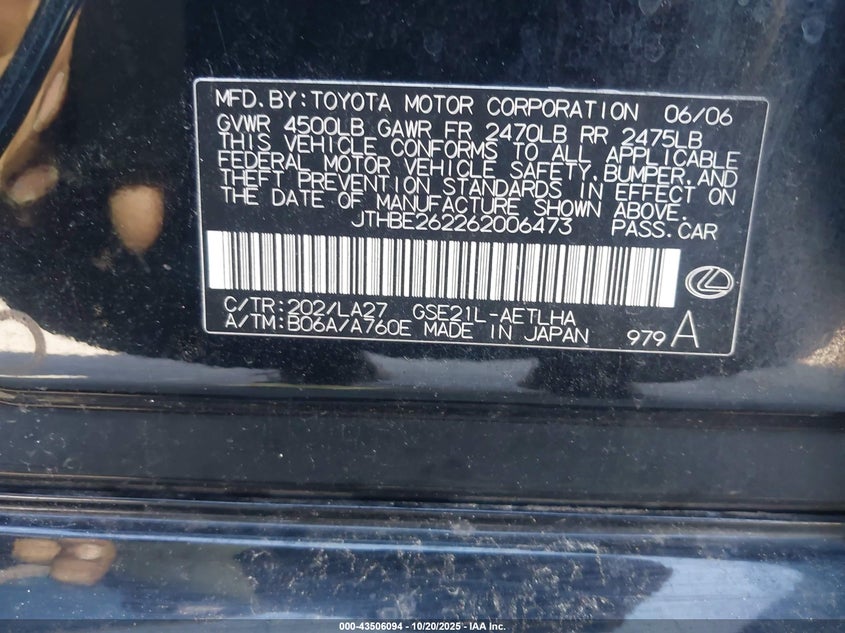 MFD.BY:TOYOTA MOTOR CORPORATION 06/06
GVWR 4500LB GAWR FR 2470LB RR 2475LB
THIS VEHICLE CONFORMS TO ALL APPLICABLE
FEDERAL MOTOR VEHICLE SAFETY,BUMPER,AND
THEFT PREVENTION STANDARDS IN EFFECT ON
THE DATE OF MANUFACTURE SHOWN ABOVE.
JTHBE262262006473 PASS.CAR
C/TR:202/LA27 GSE21L-AETLHA
A/TM:B06A/A760E MADE IN JAPAN 979 A
000-43506094 - 10/20/2025 - IAA Inc.